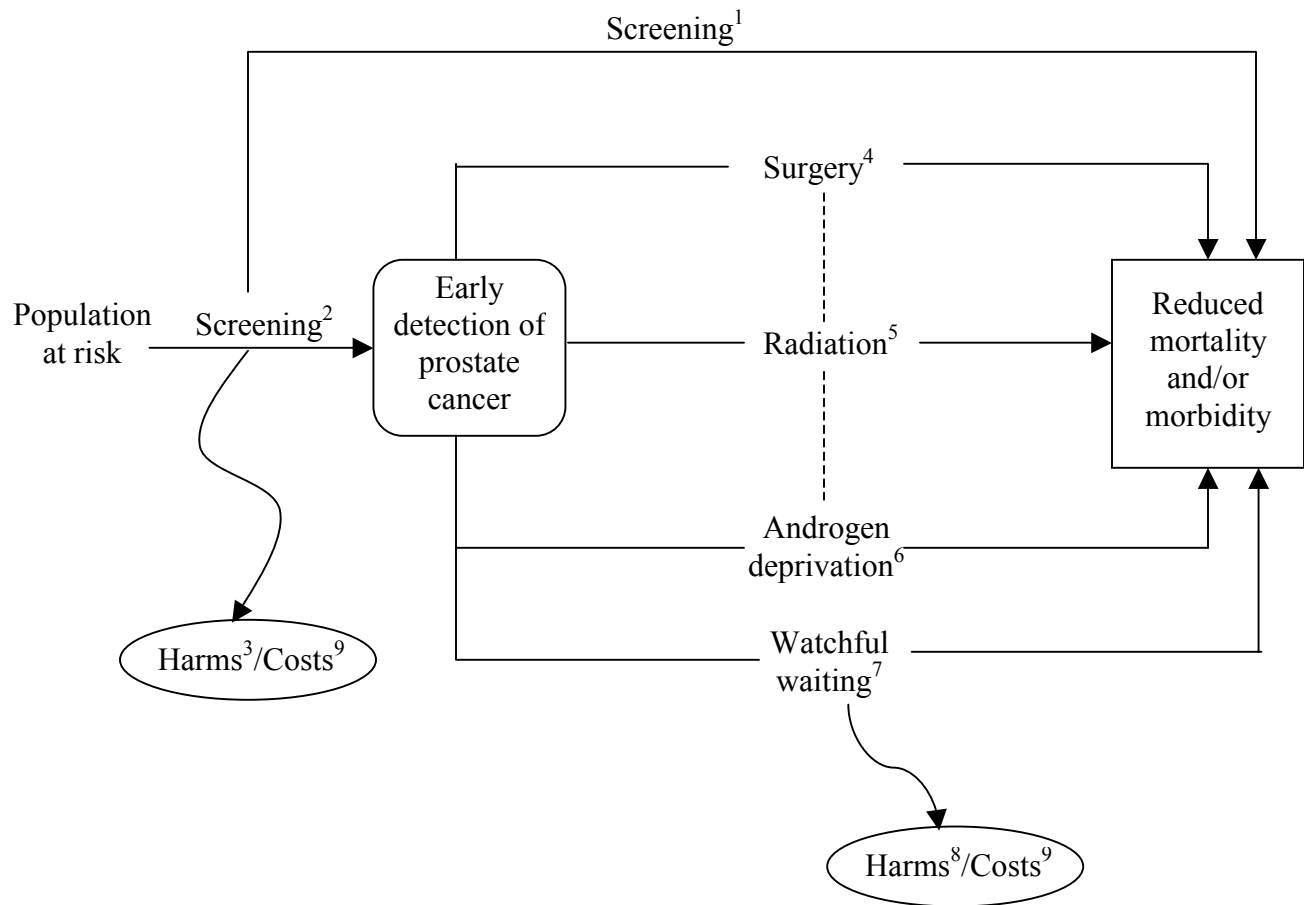 Screening¹
Surgery⁴
Population
at risk
Screening²
Early
detection of
prostate
cancer
Radiation⁵
Reduced
mortality
and/or
morbidity
Androgen
deprivation⁶
Harms³/Costs⁹
Watchful
waiting⁷
Harms⁸/Costs⁹